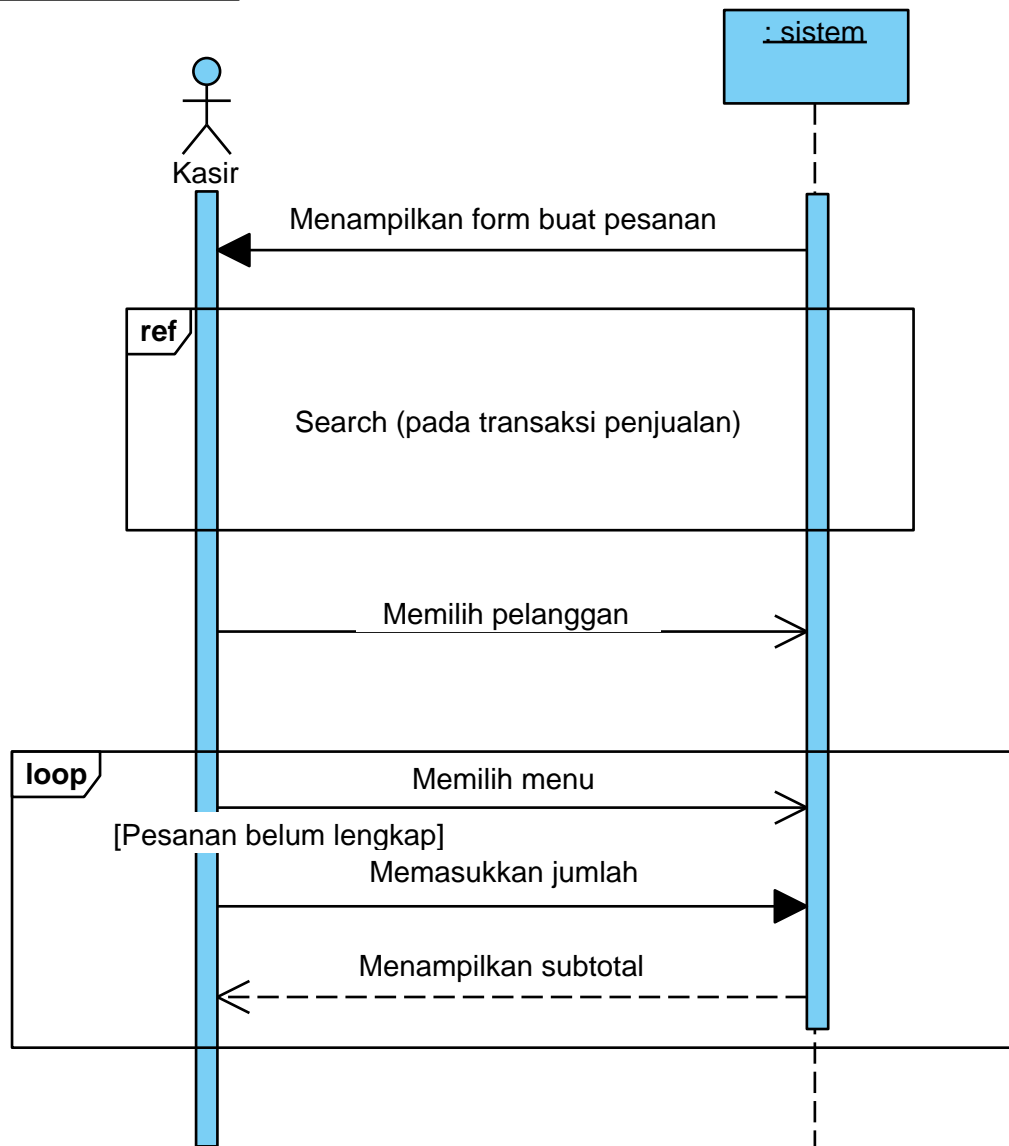 : sistem
Kasir
Menampilkan form buat pesanan
ref
Search (pada transaksi penjualan)
Memilih pelanggan
loop
Memilih menu
[Pesanan belum lengkap]
Memasukkan jumlah
Menampilkan subtotal